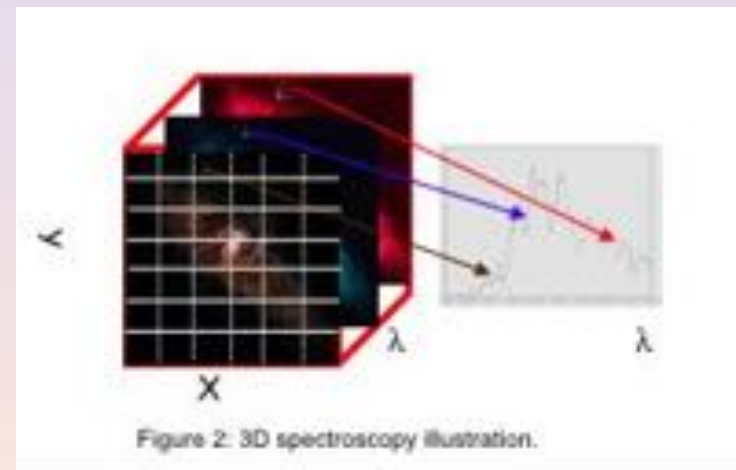 y
λ
λ
X
Figure 2: 3D spectroscopy illustration.